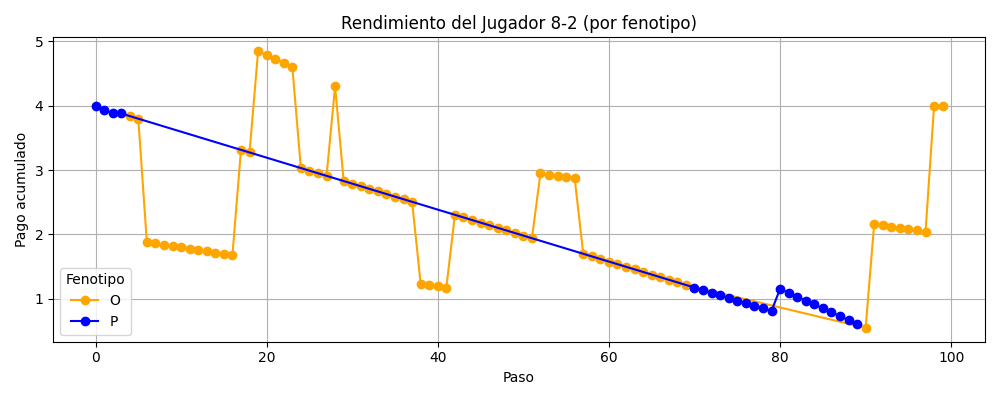 Rendimiento del Jugador 8-2 (por fenotipo)
5
4
3
2
1
Pago acumulado
Fenotipo
O
P
0 20 40 60 80 100
Paso